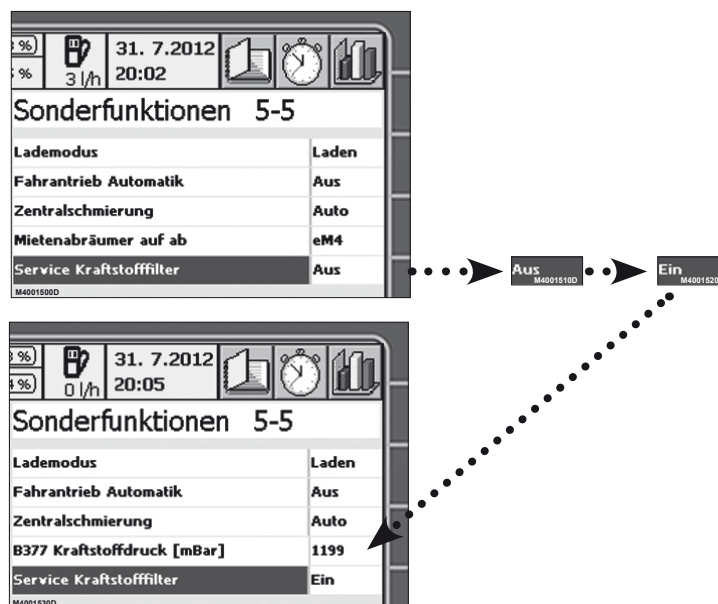 %)
31. 7.2012
%
3 l/h
20:02
Sonderfunktionen 5-5
Lademodus Laden
Fahrantrieb Automatik Aus
Zentralschmierung Auto
Mietenabräumer auf ab eM4
Service Kraftstofffilter Aus
M4001500D
Aus
M4001510D
Ein
M4001520
%)
31. 7.2012
%)
0 l/h
20:05
Sonderfunktionen 5-5
Lademodus Laden
Fahrantrieb Automatik Aus
Zentralschmierung Auto
B377 Kraftstoffdruck [mBar] 1199
Service Kraftstofffilter Ein
M4001530D